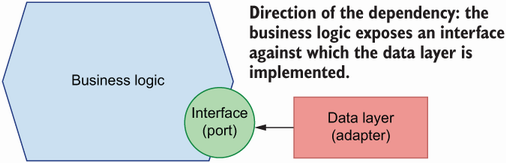 Direction of the dependency: the
business logic exposes an interface
against which the data layer is
implemented.
Business logic
Interface
(port)
Data layer
(adapter)